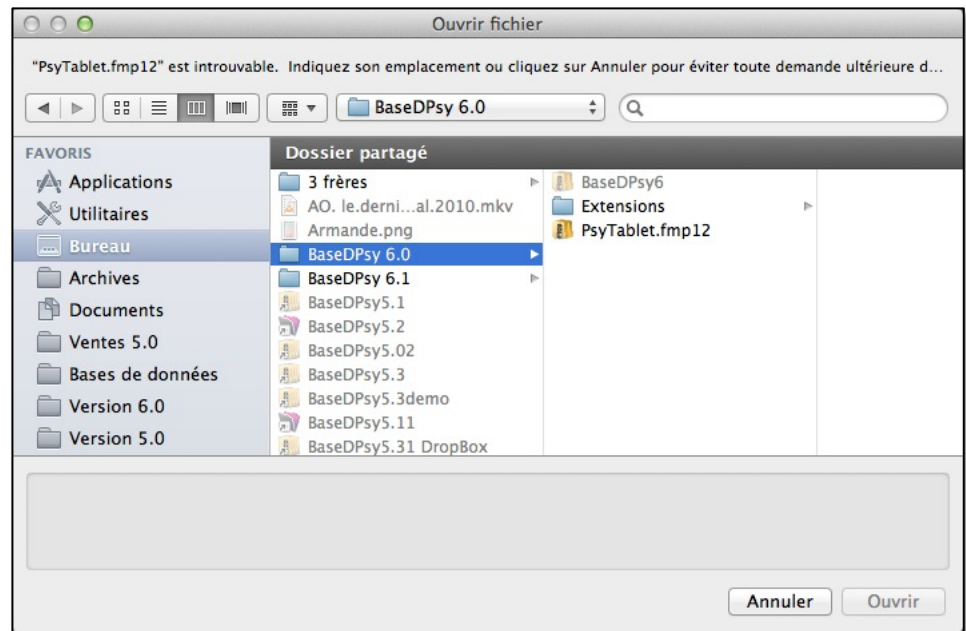 Ouvrir fichier
"PsyTablet.fmp12" est introuvable. Indiquez son emplacement ou cliquez sur Annuler pour éviter toute demande ultérieure d...
BaseDPsy 6.0
FAVORIS
Applications
Utilitaires
Bureau
Archives
Documents
Ventes 5.0
Bases de données
Version 6.0
Version 5.0
Dossier partagé
3 frères
AO. le.derni...al.2010.mkv
Armande.png
BaseDPsy 6.0
BaseDPsy 6.1
BaseDPsy5.1
BaseDPsy5.2
BaseDPsy5.02
BaseDPsy5.3
BaseDPsy5.3demo
BaseDPsy5.11
BaseDPsy5.31 DropBox
BaseDPsy6
Extensions
PsyTablet.fmp12
Annuler
Ouvrir